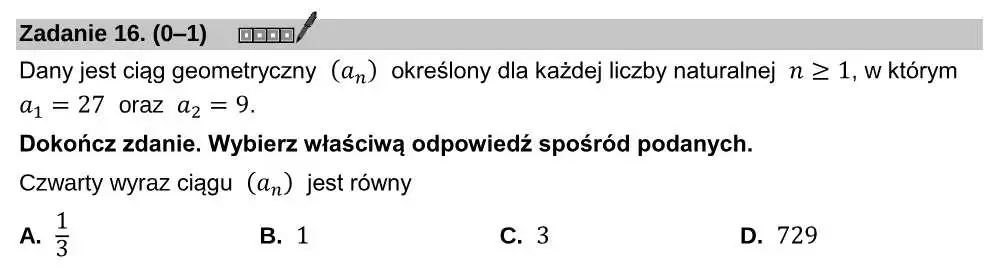 Zadanie 16. (0–1)
Dany jest ciąg geometryczny (aₙ) określony dla każdej liczby naturalnej n ≥ 1, w którym
a₁ = 27 oraz a₂ = 9.
Dokończ zdanie. Wybierz właściwą odpowiedź spośród podanych.
Czwarty wyraz ciągu (aₙ) jest równy
A. 1/3 B. 1 C. 3 D. 729